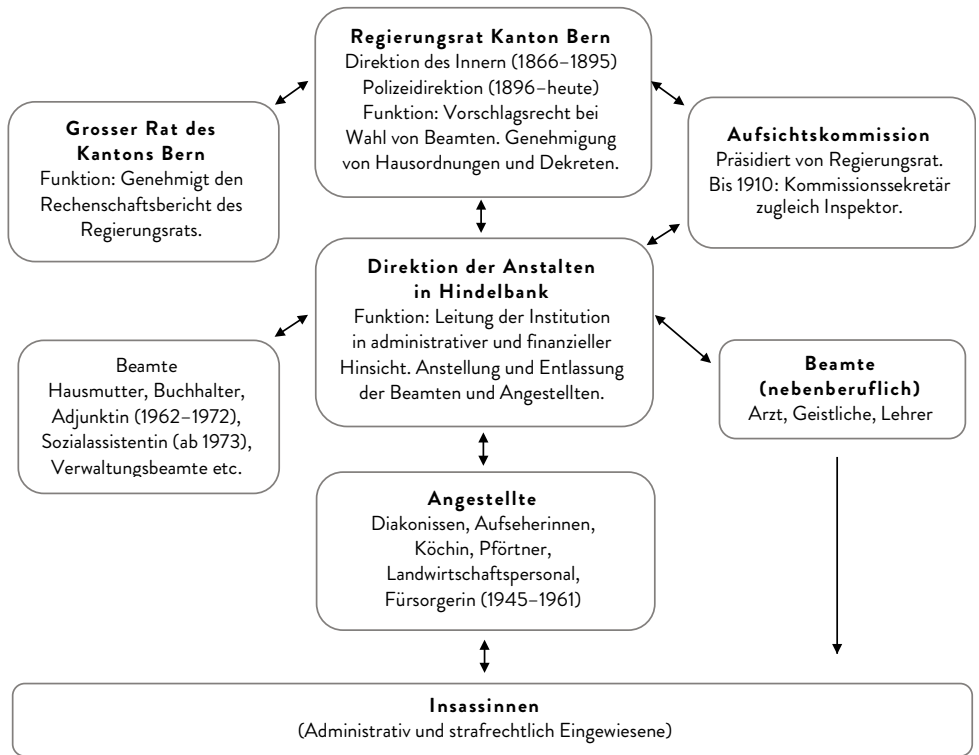 Regierungsrat Kanton Bern
Direktion des Innern (1866–1895)
Polizeidirektion (1896–heute)
Funktion: Vorschlagsrecht bei
Wahl von Beamten. Genehmigung
von Hausordnungen und Dekreten.
Grosser Rat des
Kantons Bern
Funktion: Genehmigt den
Rechenschaftsbericht des
Regierungsrats.
Aufsichtskommission
Präsidiert von Regierungsrat.
Bis 1910: Kommissionssekretär
zugleich Inspektor.
Direktion der Anstalten
in Hindelbank
Funktion: Leitung der Institution
in administrativer und finanzieller
Hinsicht. Anstellung und Entlassung
der Beamten und Angestellten.
Beamte
Hausmutter, Buchhalter,
Adjunktin (1962–1972),
Sozialassistentin (ab 1973),
Verwaltungsbeamte etc.
Beamte
(nebenberuflich)
Arzt, Geistliche, Lehrer
Angestellte
Diakonissen, Aufseherinnen,
Köchin, Pförtner,
Landwirtschaftspersonal,
Fürsorgerin (1945–1961)
Insassinnen
(Administrativ und strafrechtlich Eingewiesene)